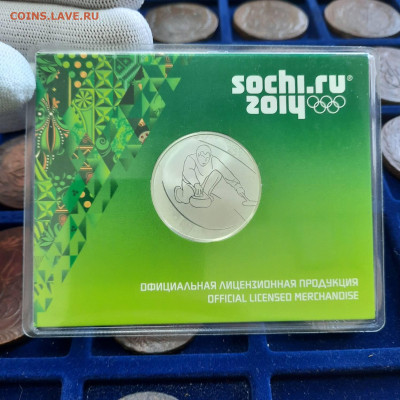 COINS.LAVE.RU
sochi.ru®
2014
ОФИЦИАЛЬНАЯ ЛИЦЕНЗИОННАЯ ПРОДУКЦИЯ
OFFICIAL LICENSED MERCHANDISE